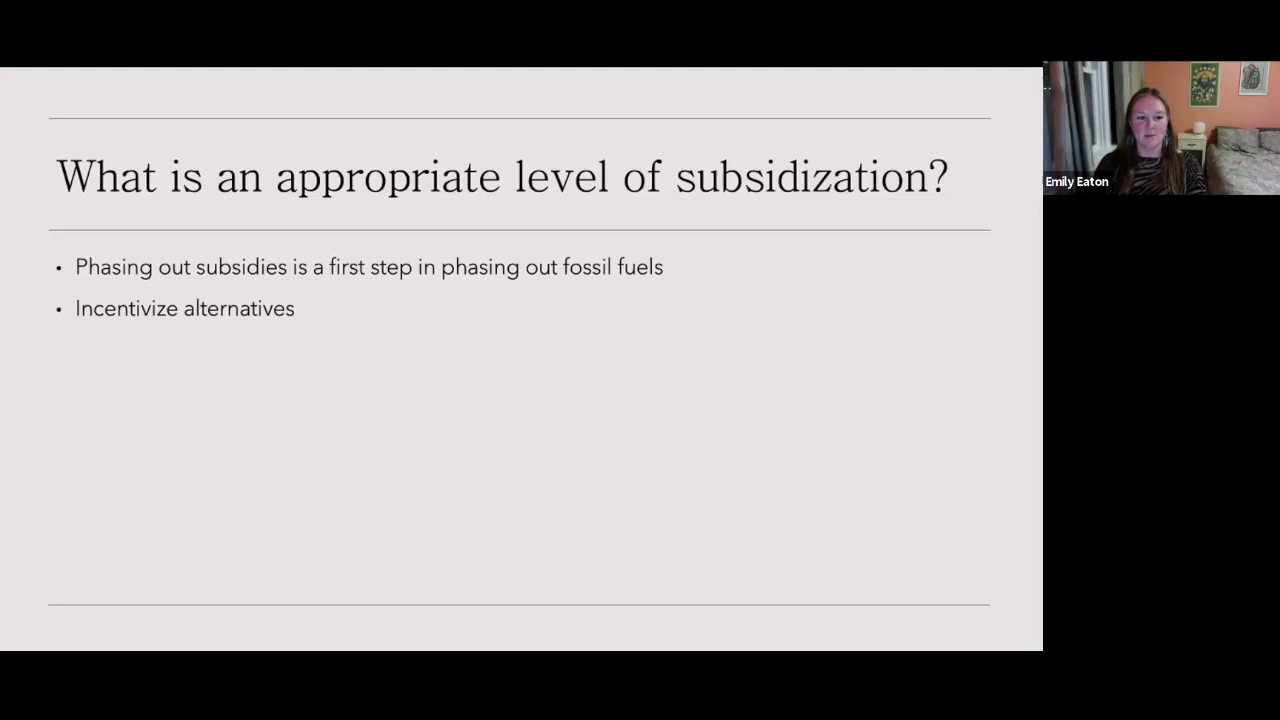 What is an appropriate level of subsidization?
• Phasing out subsidies is a first step in phasing out fossil fuels
• Incentivize alternatives
Emily Eaton